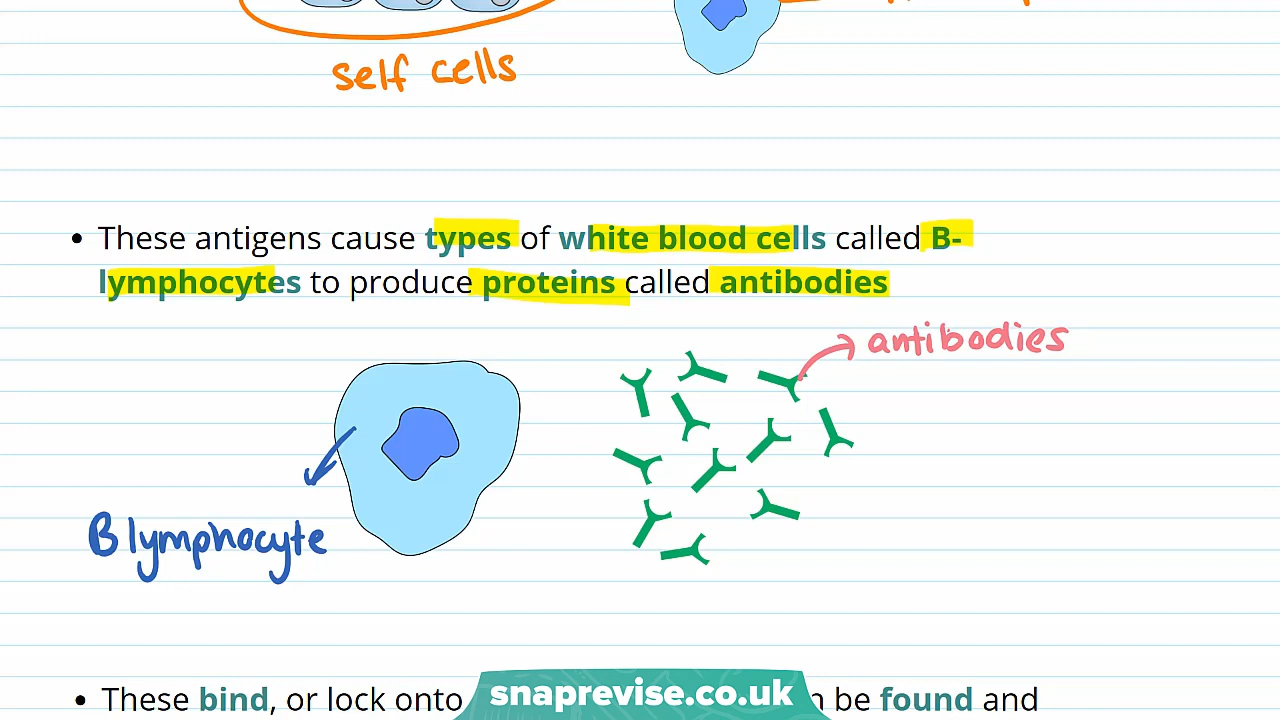 self cells
• These antigens cause types of white blood cells called B-
lymphocytes to produce proteins called antibodies
antibodies
B lymphocyte
• These bind, or lock onto
be found and
snaprevise.co.uk